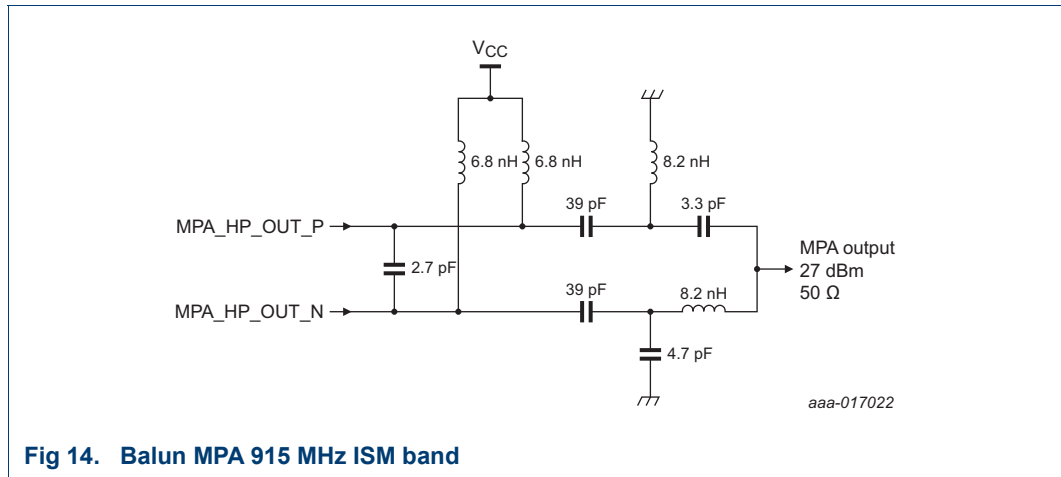 VCC
6.8 nH
6.8 nH
8.2 nH
39 pF
3.3 pF
MPA_HP_OUT_P
MPA output
27 dBm
50 Ω
2.7 pF
39 pF
8.2 nH
MPA_HP_OUT_N
4.7 pF
aaa-017022
Fig 14. Balun MPA 915 MHz ISM band